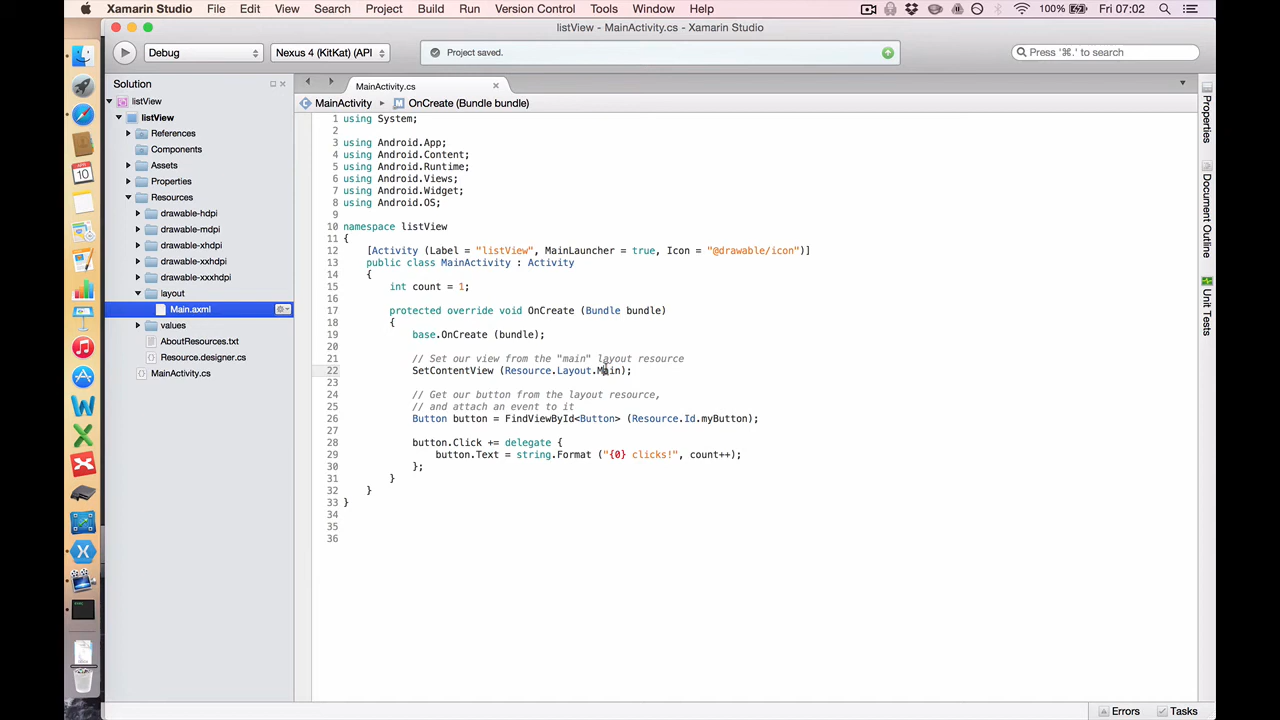 Xamarin Studio File Edit View Search Project Build Run Version Control Tools Window Help 100% Fri 07:02
listView - MainActivity.cs - Xamarin Studio
Debug Nexus 4 (KitKat) (API Project saved. Press '⌘.' to search
Solution
listView
listView
References
Components
Assets
Properties
Resources
drawable-hdpi
drawable-mdpi
drawable-xhdpi
drawable-xxhdpi
drawable-xxxhdpi
layout
Main.axml
values
AboutResources.txt
Resource.designer.cs
MainActivity.cs
MainActivity.cs
MainActivity OnCreate (Bundle bundle)
1 using System;
2
3 using Android.App;
4 using Android.Content;
5 using Android.Runtime;
6 using Android.Views;
7 using Android.Widget;
8 using Android.OS;
9
10 namespace listView
11 {
12 [Activity (Label = "listView", MainLauncher = true, Icon = "@drawable/icon")]
13 public class MainActivity : Activity
14 {
15 int count = 1;
16
17 protected override void OnCreate (Bundle bundle)
18 {
19 base.OnCreate (bundle);
20
21 // Set our view from the "main" layout resource
22 SetContentView (Resource.Layout.Main);
23
24 // Get our button from the layout resource,
25 // and attach an event to it
26 Button button = FindViewById<Button> (Resource.Id.myButton);
27
28 button.Click += delegate {
29 button.Text = string.Format ("{0} clicks!", count++);
30 };
31 }
32 }
33 }
34
35
36
Properties
Document Outline
Unit Tests
Errors Tasks